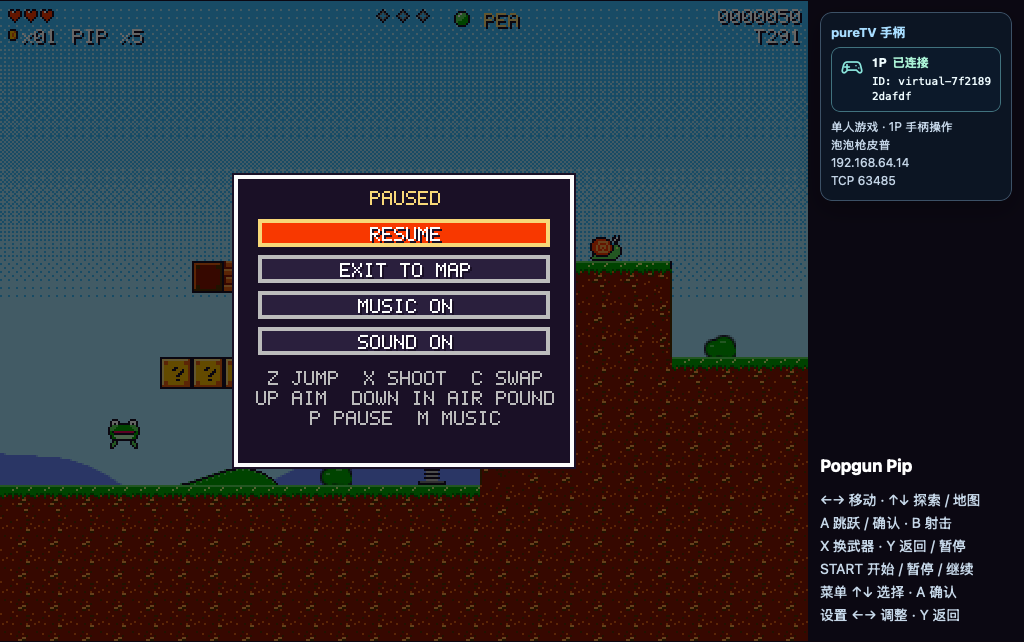 x01 PIP x5
PEA
0000050
T291
PAUSED
RESUME
EXIT TO MAP
MUSIC ON
SOUND ON
Z JUMP X SHOOT C SWAP
UP AIM DOWN IN AIR POUND
P PAUSE M MUSIC
? ?
pureTV 手柄
1P 已连接
ID: virtual-7f2189
2dafdf
单人游戏 · 1P 手柄操作
泡泡枪皮普
192.168.64.14
TCP 63485
Popgun Pip
←→ 移动 · ↑↓ 探索 / 地图
A 跳跃 / 确认 · B 射击
X 换武器 · Y 返回 / 暂停
START 开始 / 暂停 / 继续
菜单 ↑↓ 选择 · A 确认
设置 ←→ 调整 · Y 返回